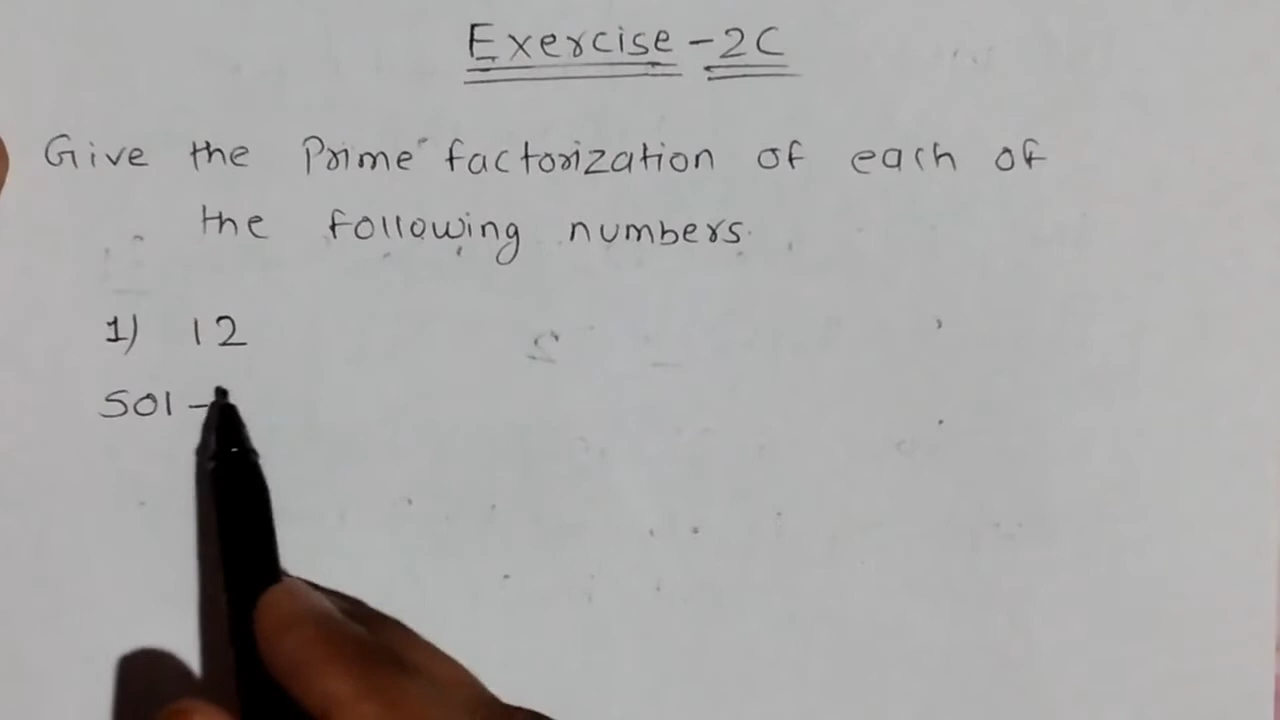 Exercise - 2C
Give the Prime factorization of each of
the following numbers.
1) 12
Sol -